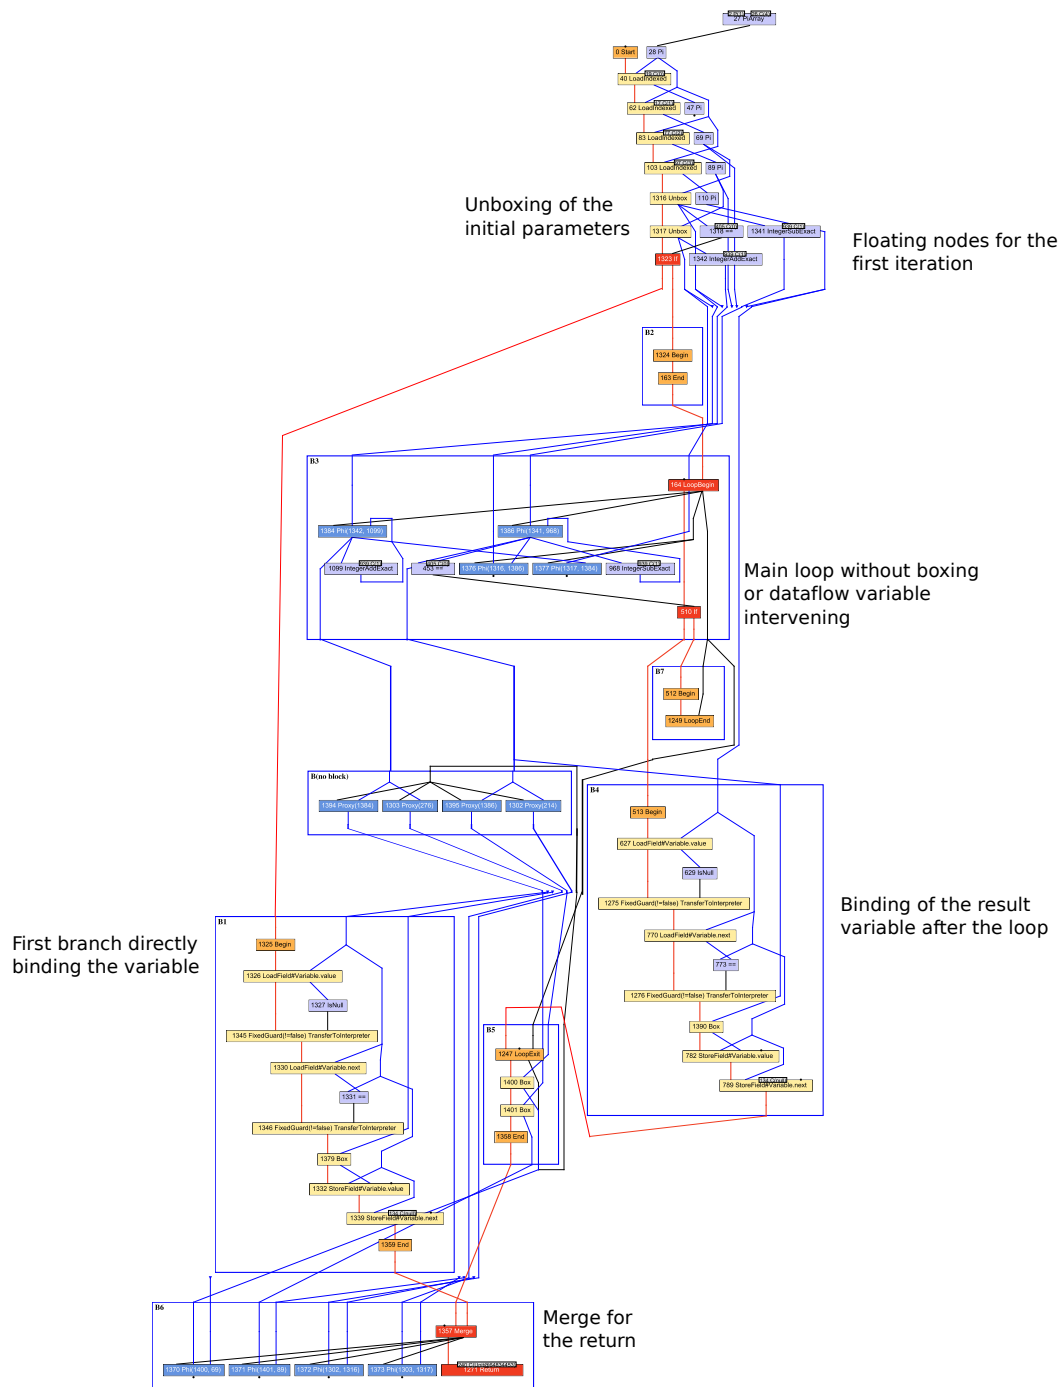 27 PiArray
0 Start
28 Pi
40 LoadIndexed
62 LoadIndexed
47 Pi
83 LoadIndexed
69 Pi
103 LoadIndexed
89 Pi
1316 Unbox
110 Pi
Unboxing of the
initial parameters
1317 Unbox
1318 ==
1341 IntegerSubExact
Floating nodes for the
first iteration
1323 If
1342 IntegerAddExact
B2
1324 Begin
163 End
B3
164 LoopBegin
1384 Phi(1342, 1099)
1386 Phi(1341, 968)
1099 IntegerAddExact
453 ==
1376 Phi(1316, 1386)
1377 Phi(1317, 1384)
968 IntegerSubExact
Main loop without boxing
or dataflow variable
intervening
510 If
B7
512 Begin
1249 LoopEnd
B(no block)
1394 Proxy(1384)
1303 Proxy(276)
1395 Proxy(1386)
1302 Proxy(214)
B4
513 Begin
627 LoadField#Variable.value
629 IsNull
1275 FixedGuard(!=false) TransferToInterpreter
770 LoadField#Variable.next
773 ==
1276 FixedGuard(!=false) TransferToInterpreter
1390 Box
782 StoreField#Variable.value
789 StoreField#Variable.next
Binding of the result
variable after the loop
First branch directly
binding the variable
B1
1325 Begin
1326 LoadField#Variable.value
1327 IsNull
1345 FixedGuard(!=false) TransferToInterpreter
1330 LoadField#Variable.next
1331 ==
1346 FixedGuard(!=false) TransferToInterpreter
1379 Box
1332 StoreField#Variable.value
1339 StoreField#Variable.next
1359 End
B5
1247 LoopExit
1400 Box
1401 Box
1358 End
B6
1357 Merge
1370 Phi(1400, 69)
1371 Phi(1401, 89)
1372 Phi(1302, 1316)
1373 Phi(1303, 1317)
1271 Return
Merge for
the return